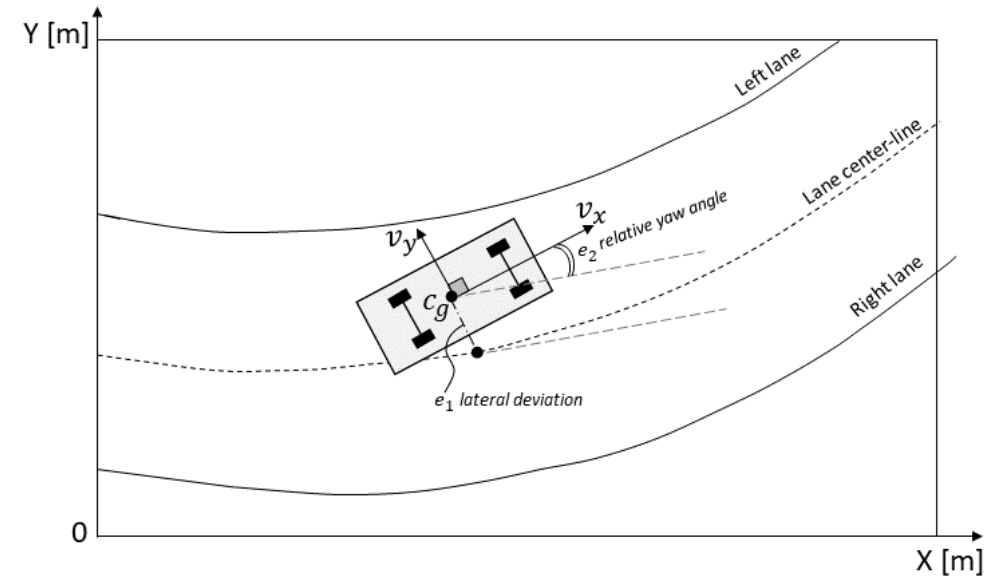 Y [m]
Left lane
Lane center-line
v_x
e_2 relative yaw angle
v_y
c_g
Right lane
e_1 lateral deviation
0
X [m]